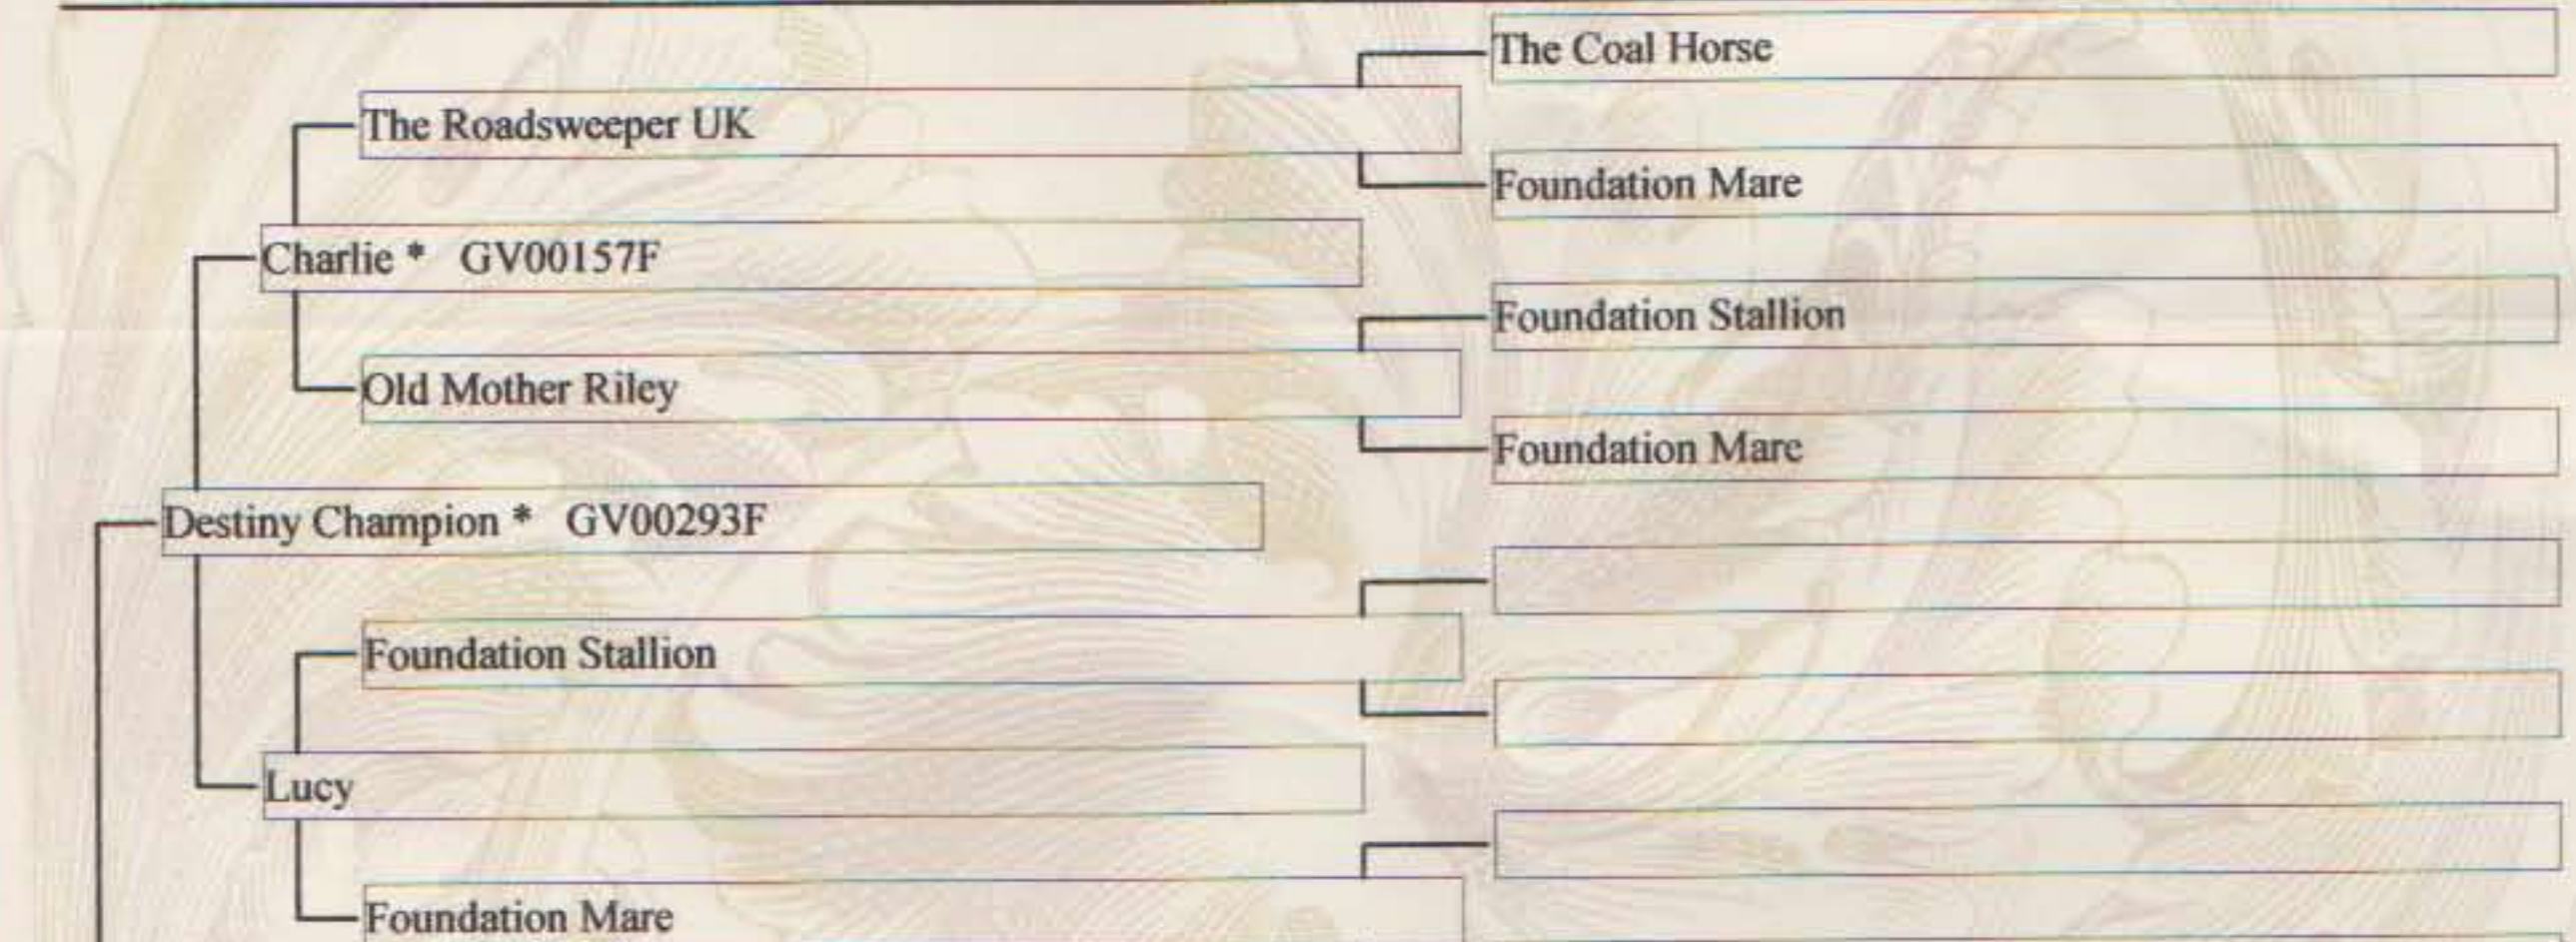 The Coal Horse
The Roadsweeper UK
Foundation Mare
Charlie * GV00157F
Foundation Stallion
Old Mother Riley
Foundation Mare
Destiny Champion * GV00293F
Foundation Stallion
Lucy
Foundation Mare